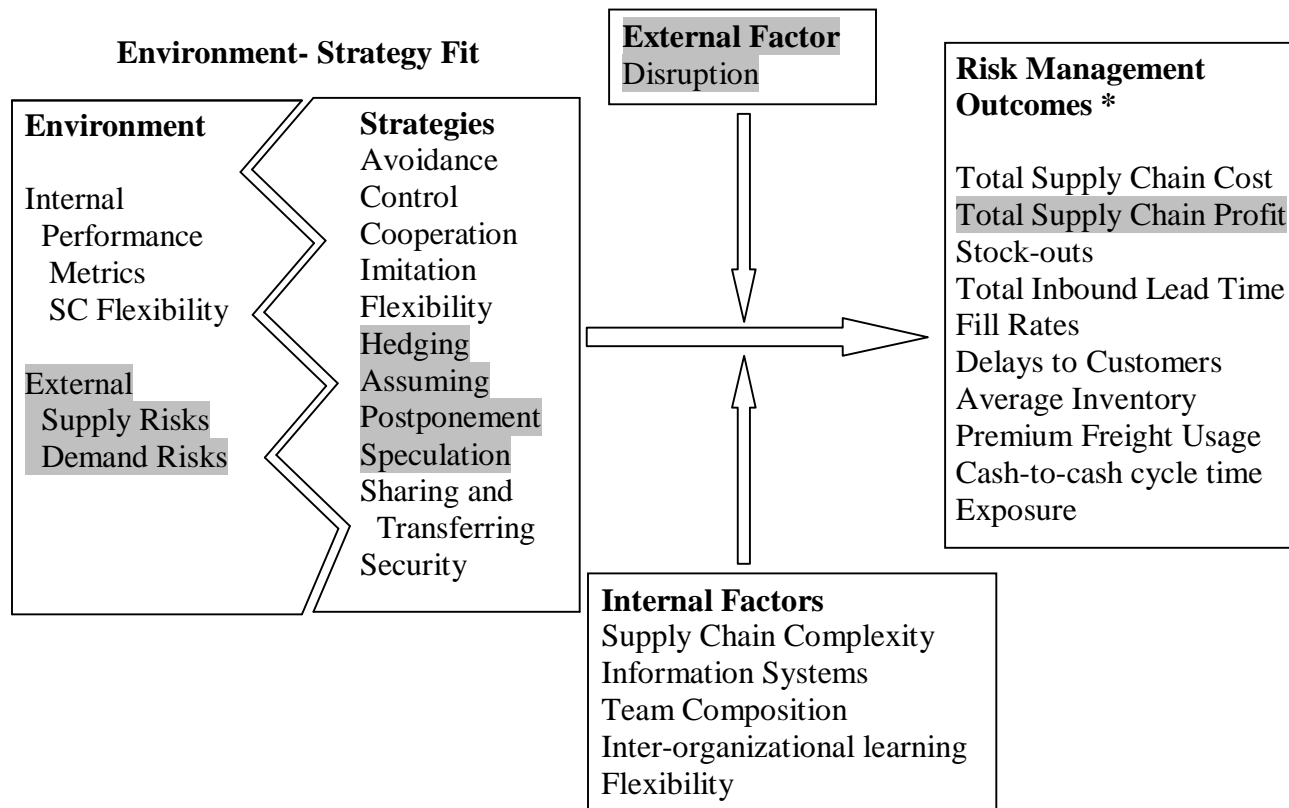 Environment- Strategy Fit
Environment
Internal
Performance
Metrics
SC Flexibility
External
Supply Risks
Demand Risks
Strategies
Avoidance
Control
Cooperation
Imitation
Flexibility
Hedging
Assuming
Postponement
Speculation
Sharing and
Transferring
Security
External Factor
Disruption
Internal Factors
Supply Chain Complexity
Information Systems
Team Composition
Inter-organizational learning
Flexibility
Risk Management
Outcomes *
Total Supply Chain Cost
Total Supply Chain Profit
Stock-outs
Total Inbound Lead Time
Fill Rates
Delays to Customers
Average Inventory
Premium Freight Usage
Cash-to-cash cycle time
Exposure